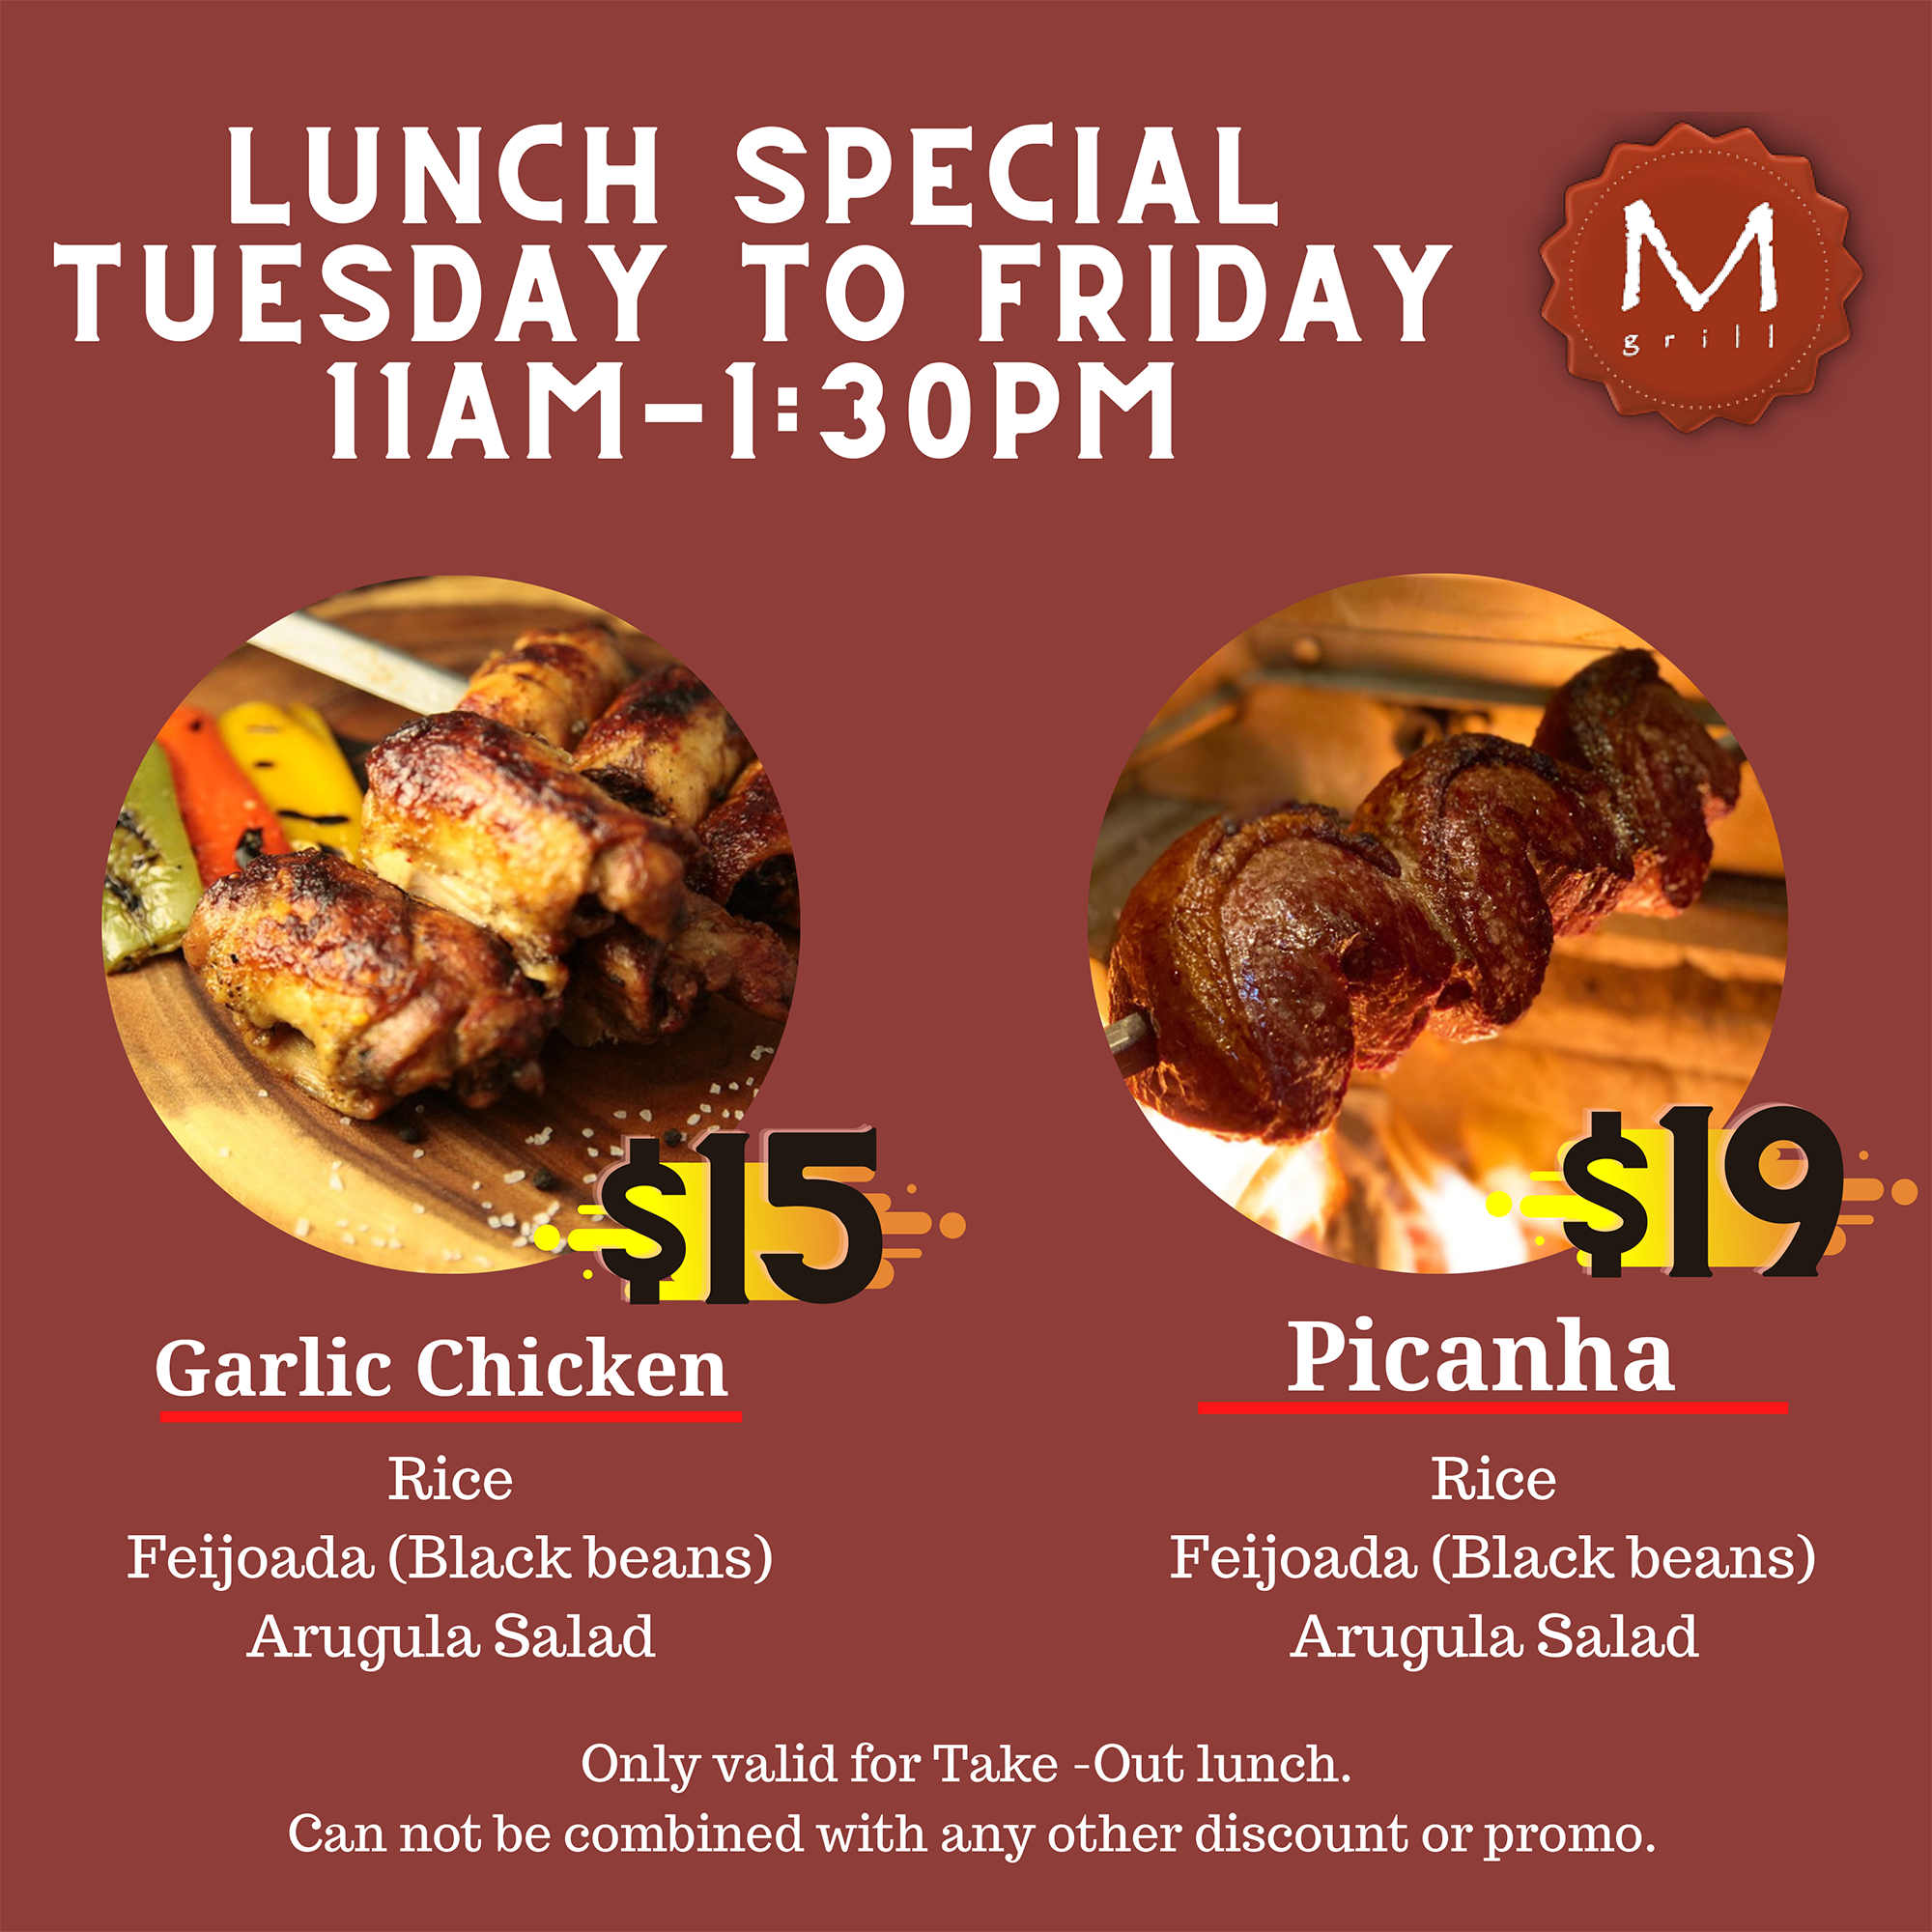 LUNCH SPECIAL
TUESDAY TO FRIDAY
11AM-1:30PM
M
grill
$15
$19
Garlic Chicken
Rice
Feijoada (Black beans)
Arugula Salad
Picanha
Rice
Feijoada (Black beans)
Arugula Salad
Only valid for Take -Out lunch.
Can not be combined with any other discount or promo.